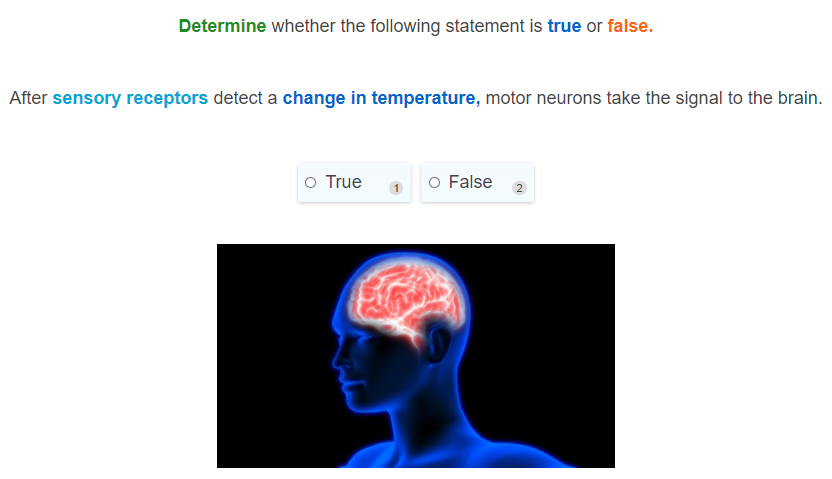 Determine whether the following statement is true or false.
After sensory receptors detect a change in temperature, motor neurons take the signal to the brain.
True 1 False 2